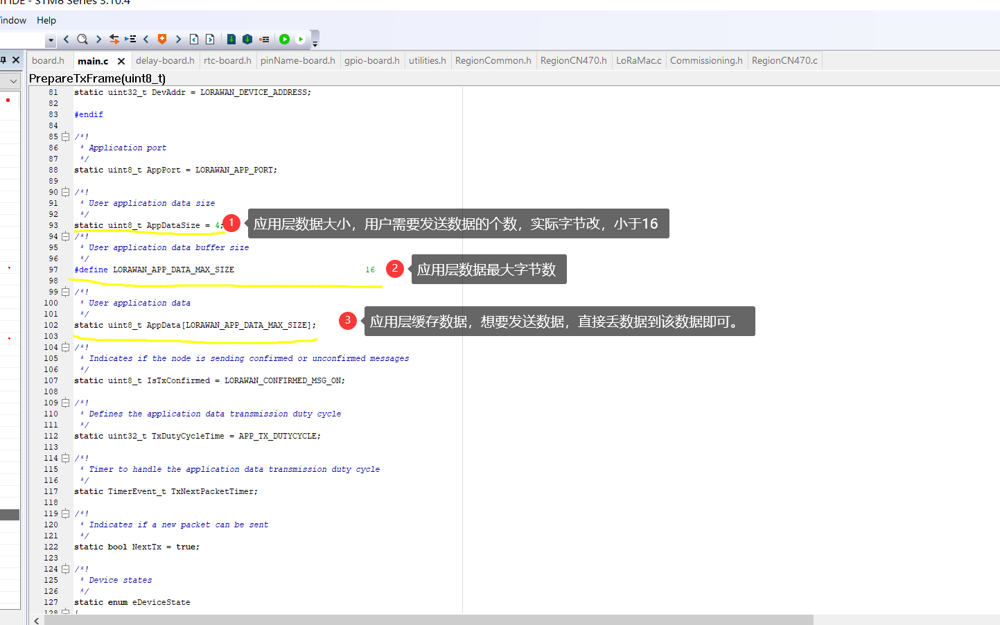 IDE - STM8 Series 3.10.4
indow Help
board.h main.c delay-board.h rtc-board.h pinName-board.h gpio-board.h utilities.h RegionCommon.h RegionCN470.h LoRaMac.c Commissioning.h RegionCN470.c
PrepareTxFrame(uint8_t)
81 static uint32_t DevAddr = LORAWAN_DEVICE_ADDRESS;
82
83 #endif
84
85 /*!
86 * Application port
87 */
88 static uint8_t AppPort = LORAWAN_APP_PORT;
89
90 /*!
91 * User application data size
92 */
93 static uint8_t AppDataSize = 4; 1 应用层数据大小，用户需要发送数据的个数，实际字节改，小于16
94 /*!
95 * User application data buffer size
96 */
97 #define LORAWAN_APP_DATA_MAX_SIZE 16 2 应用层数据最大字节数
98
99 /*!
100 * User application data
101 */
102 static uint8_t AppData[LORAWAN_APP_DATA_MAX_SIZE]; 3 应用层缓存数据，想要发送数据，直接丢数据到该数据即可。
103
104 /*!
105 * Indicates if the node is sending confirmed or unconfirmed messages
106 */
107 static uint8_t IsTxConfirmed = LORAWAN_CONFIRMED_MSG_ON;
108
109 /*!
110 * Defines the application data transmission duty cycle
111 */
112 static uint32_t TxDutyCycleTime = APP_TX_DUTYCYCLE;
113
114 /*!
115 * Timer to handle the application data transmission duty cycle
116 */
117 static TimerEvent_t TxNextPacketTimer;
118
119 /*!
120 * Indicates if a new packet can be sent
121 */
122 static bool NextTx = true;
123
124 /*!
125 * Device states
126 */
127 static enum eDeviceState
128 {